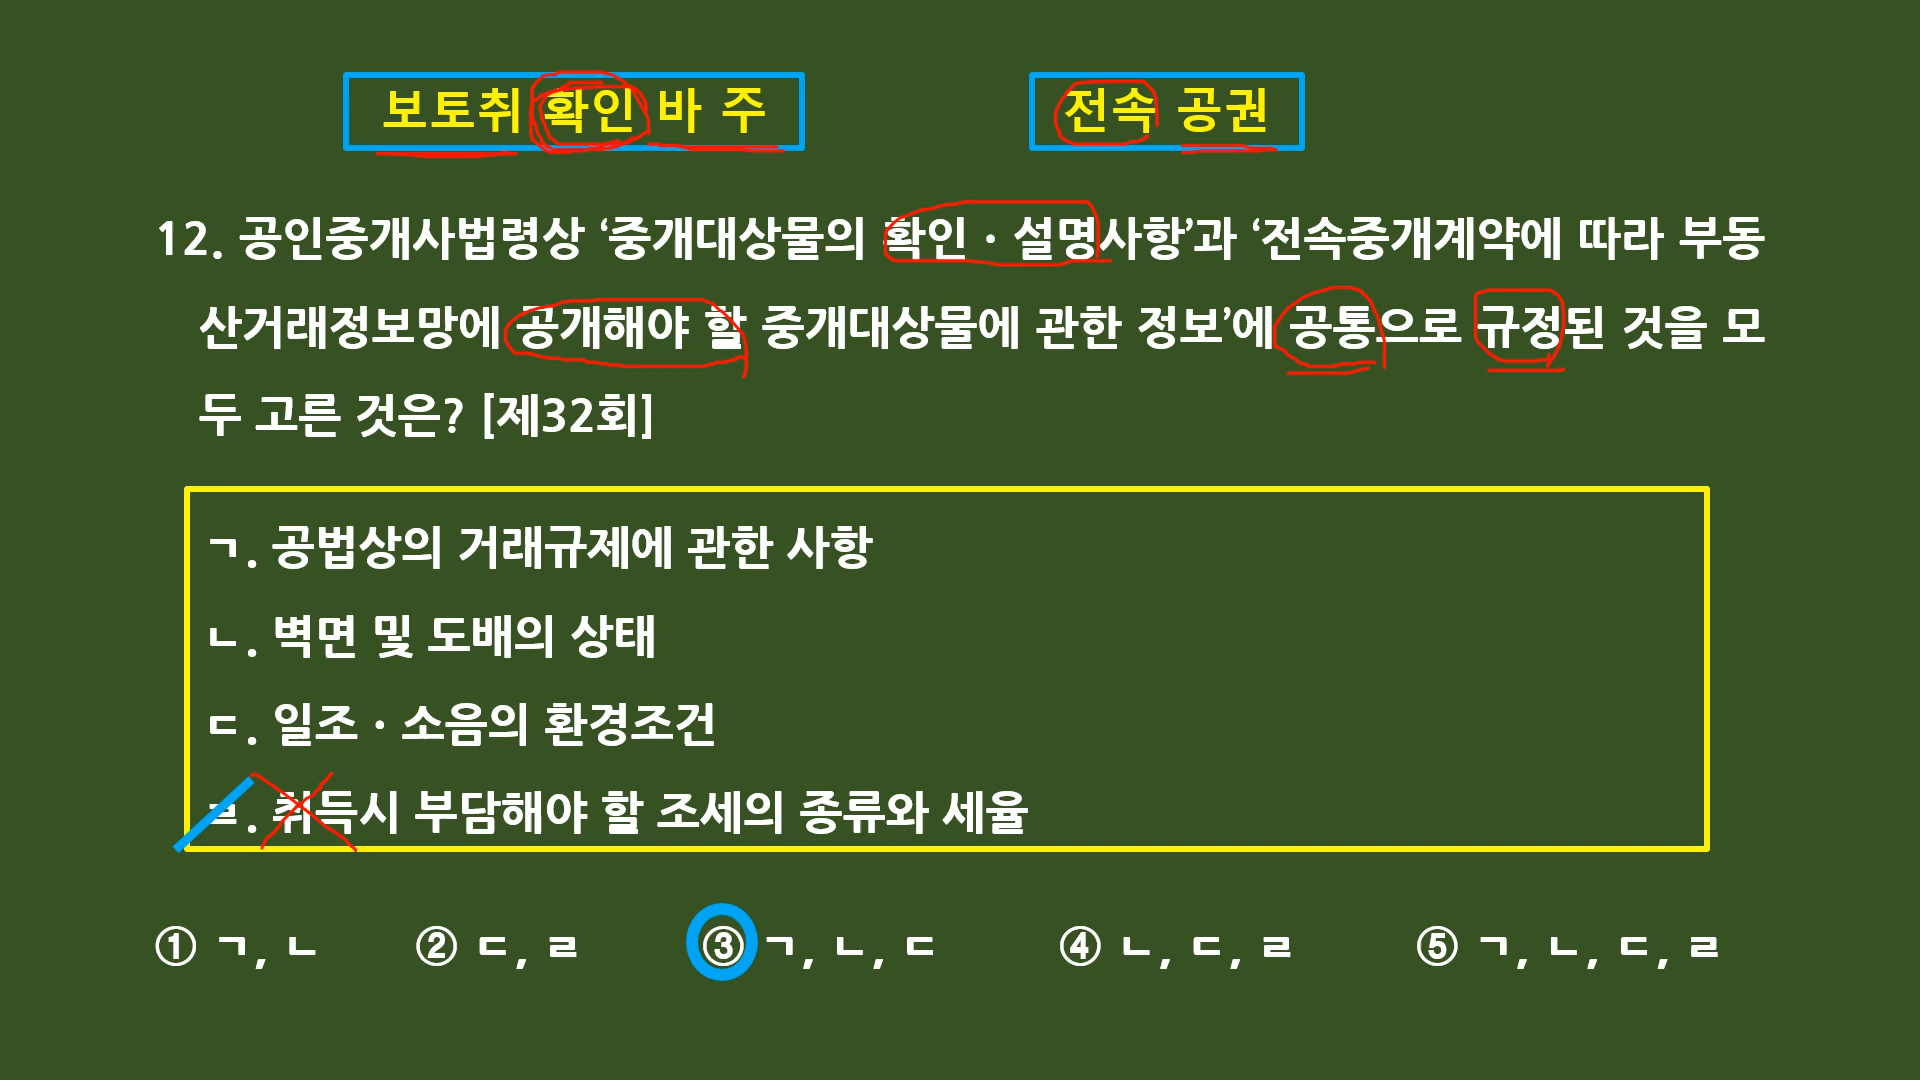 보토취 확인 바 주
전속 공권
12. 공인중개사법령상 ‘중개대상물의 확인 · 설명사항’과 ‘전속중개계약에 따라 부동
산거래정보망에 공개해야 할 중개대상물에 관한 정보’에 공통으로 규정된 것을 모
두 고른 것은? [제32회]
ㄱ. 공법상의 거래규제에 관한 사항
ㄴ. 벽면 및 도배의 상태
ㄷ. 일조 · 소음의 환경조건
ㄹ. 취득시 부담해야 할 조세의 종류와 세율
① ㄱ, ㄴ ② ㄷ, ㄹ ③ ㄱ, ㄴ, ㄷ ④ ㄴ, ㄷ, ㄹ ⑤ ㄱ, ㄴ, ㄷ, ㄹ